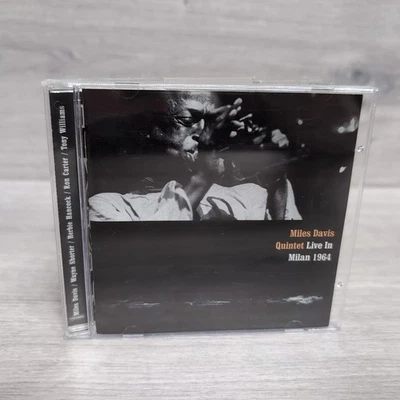 Miles Davis / Wayne Shorter / Herbie Hancock / Ron Carter / Tony Williams
Miles Davis
Quintet Live In
Milan 1964